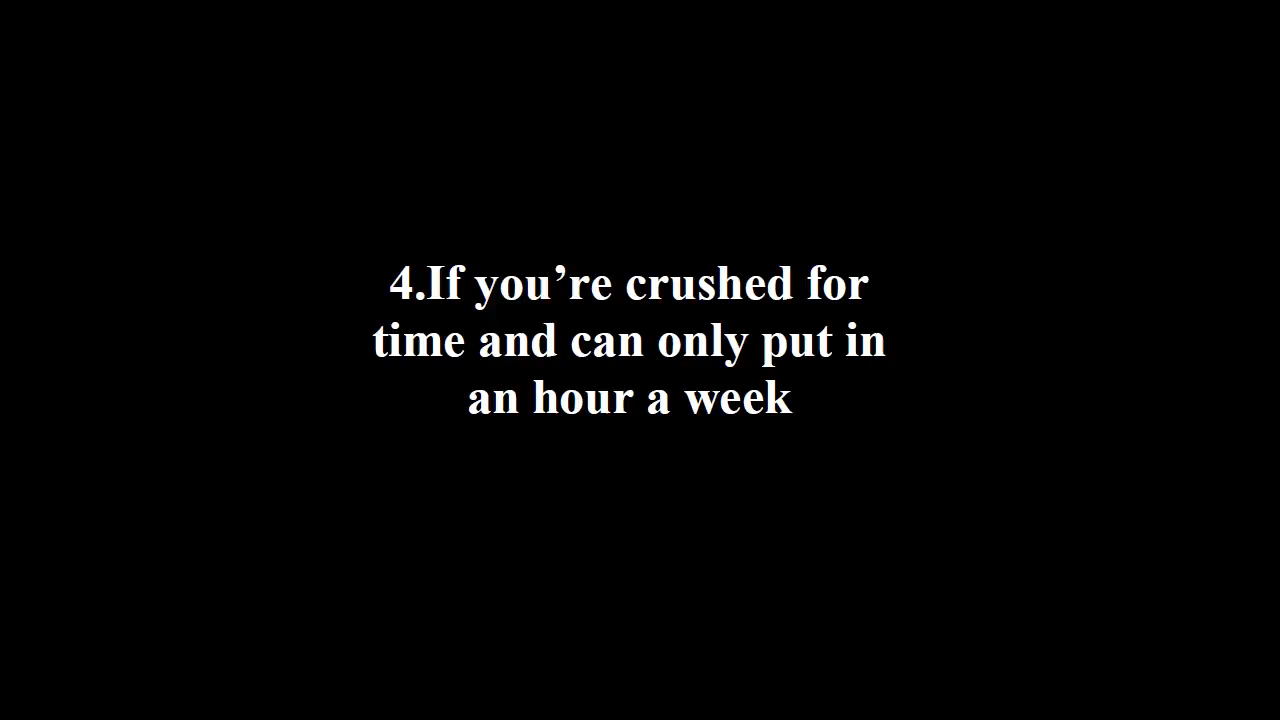 4.If you’re crushed for
time and can only put in
an hour a week